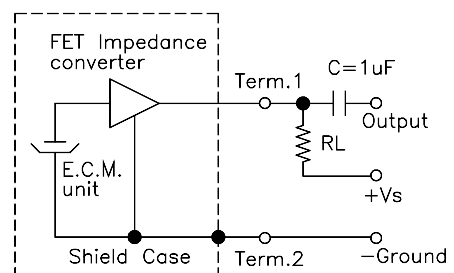 FET Impedance
converter
Term.1
C=1uF
Output
RL
E.C.M.
unit
+Vs
Shield Case
Term.2
-Ground